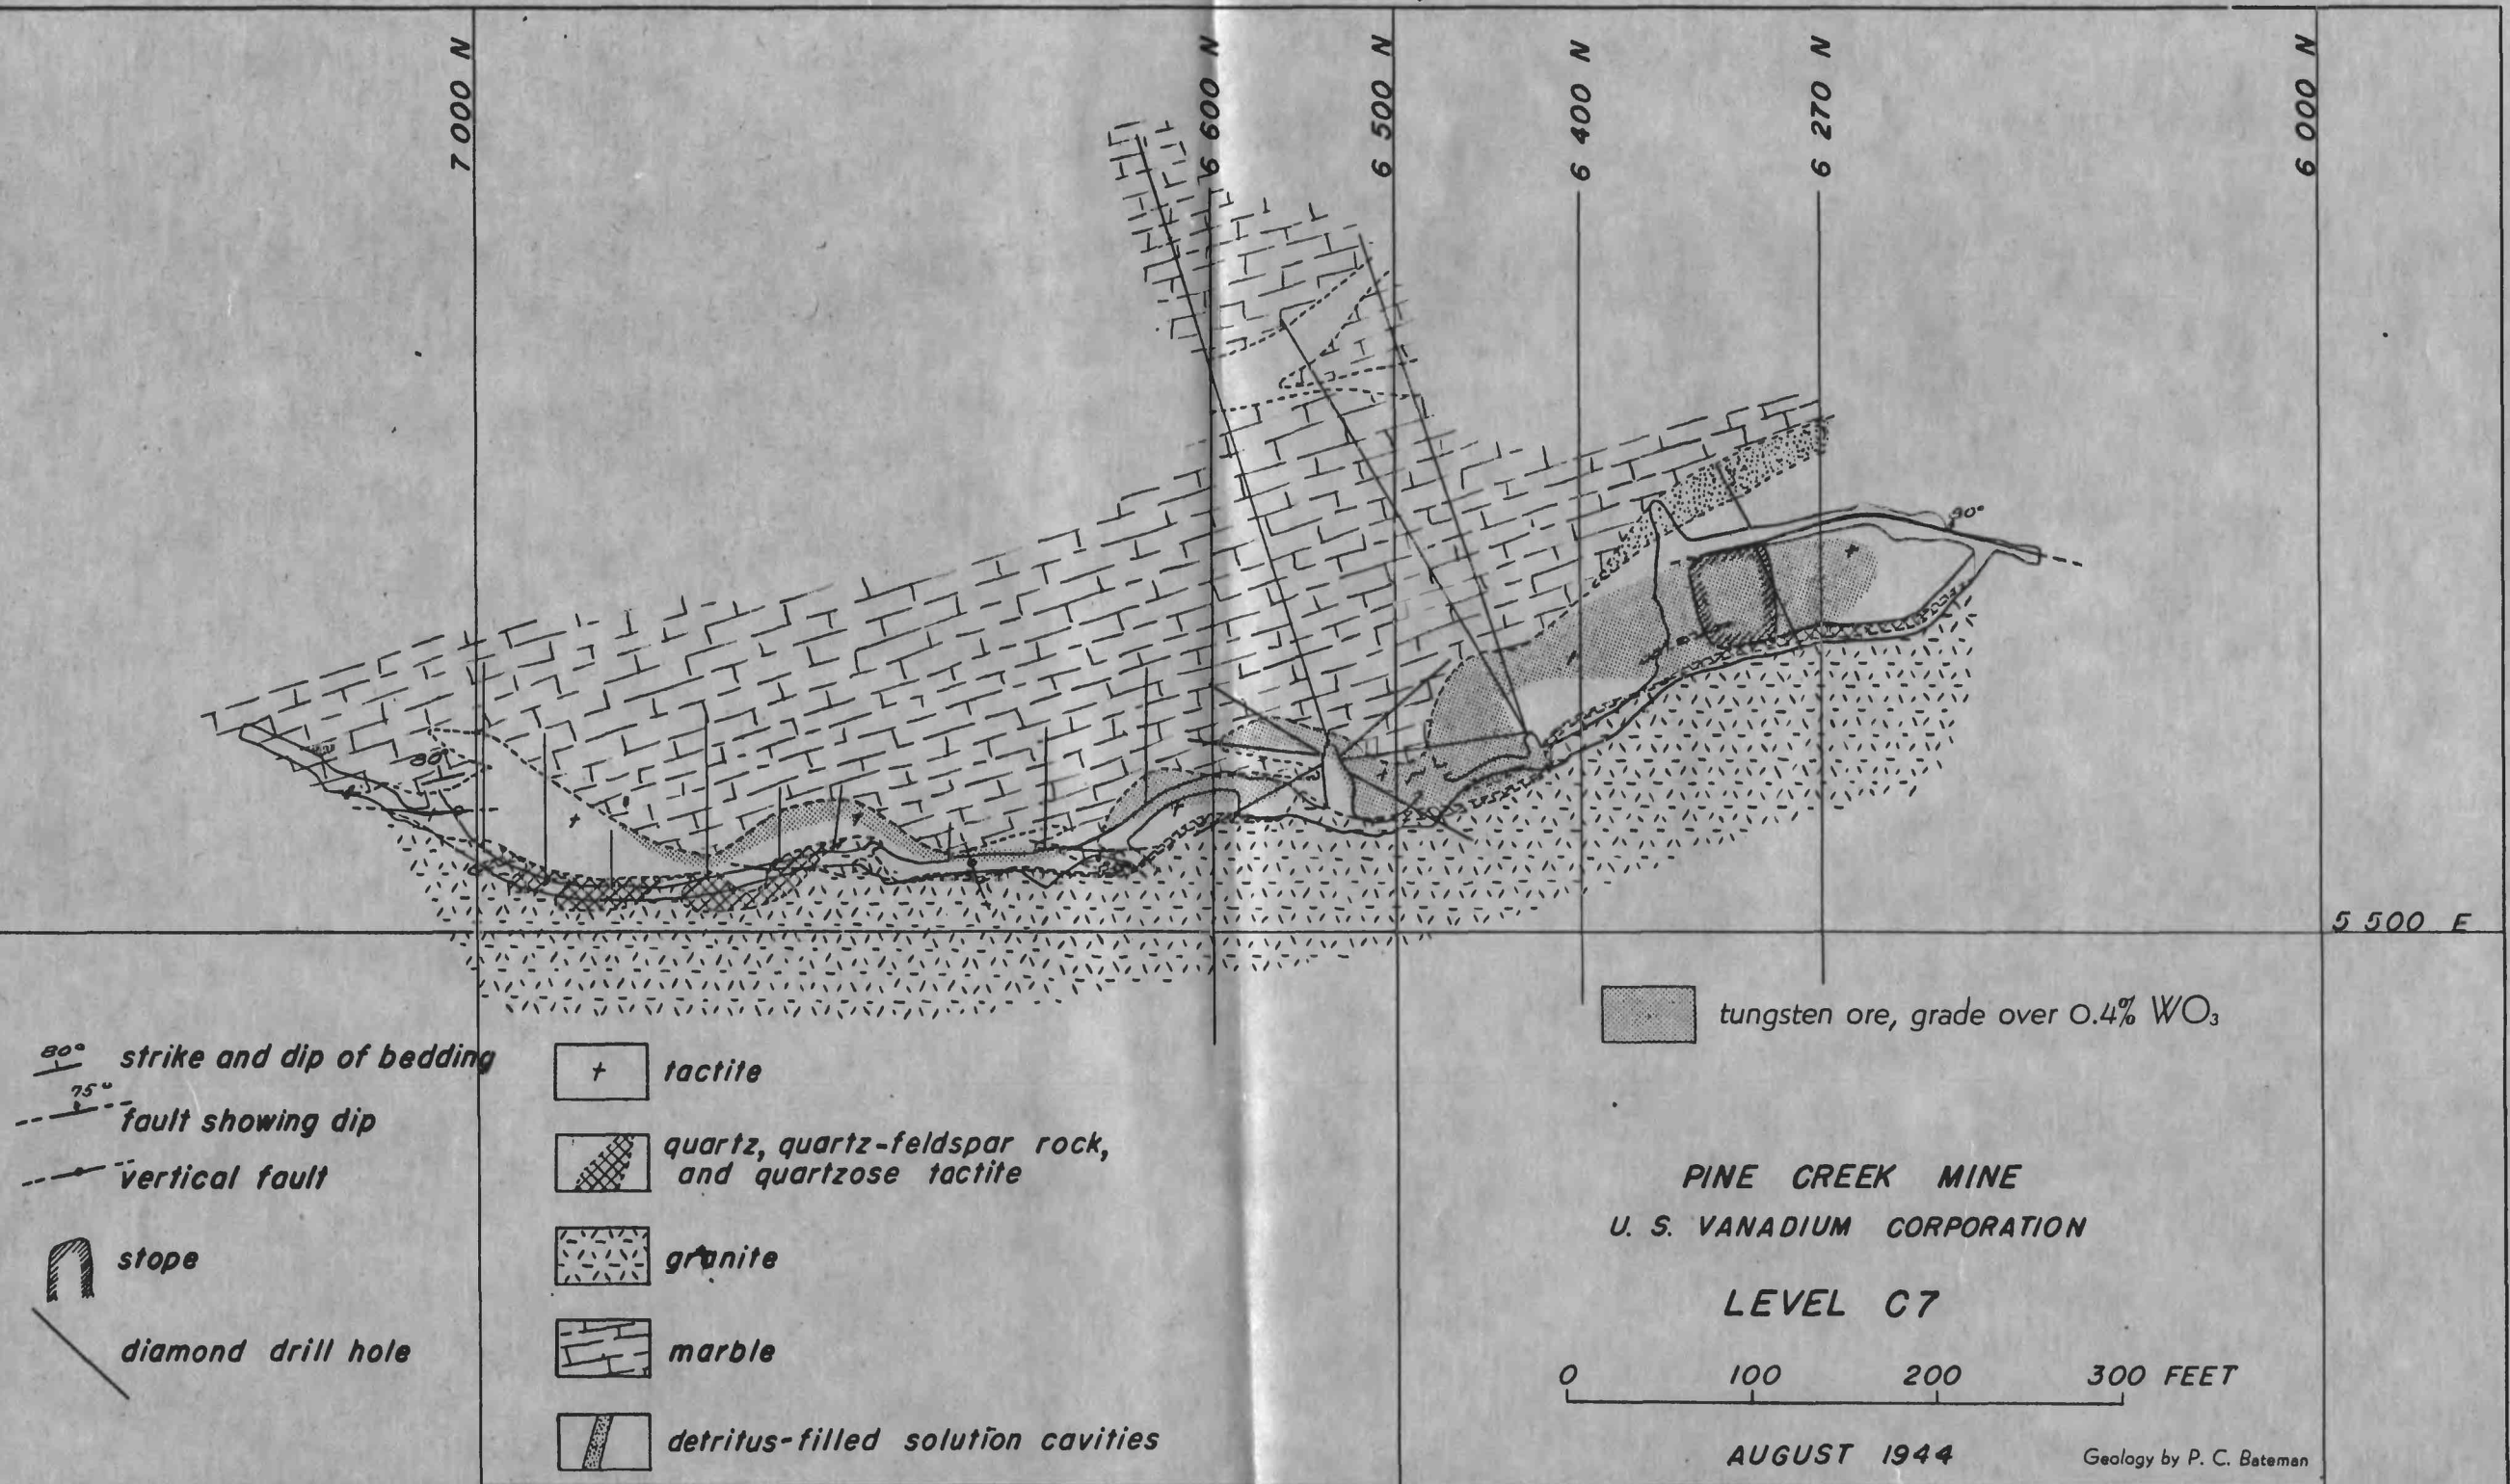 7 000 N
6 600 N
6 500 N
6 400 N
6 270 N
6 000 N
90°
80°
5 500 E
tungsten ore, grade over 0.4% WO₃
80° strike and dip of bedding
75° fault showing dip
vertical fault
stope
diamond drill hole
+ tactite
quartz, quartz-feldspar rock,
and quartzose tactite
granite
marble
detritus-filled solution cavities
PINE CREEK MINE
U. S. VANADIUM CORPORATION
LEVEL C7
0 100 200 300 FEET
AUGUST 1944
Geology by P. C. Bateman